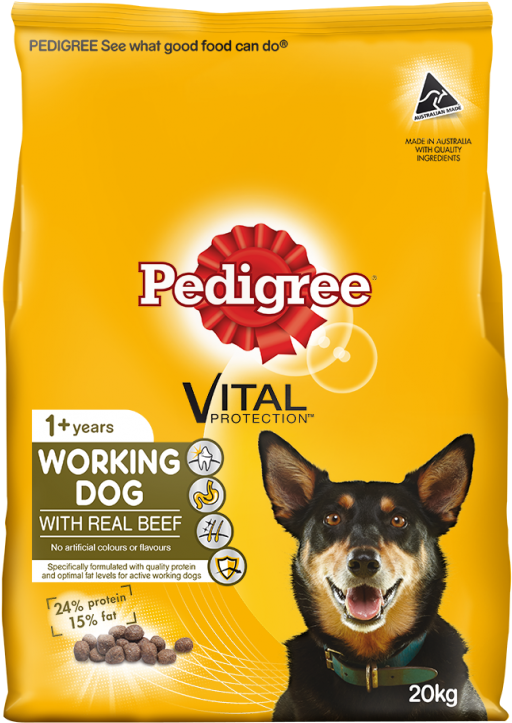 PEDIGREE See what good food can do®
AUSTRALIAN MADE
MADE IN AUSTRALIA
WITH QUALITY
INGREDIENTS
Pedigree®
VITAL
PROTECTION™
1+ years
WORKING
DOG
WITH REAL BEEF
No artificial colours or flavours
Specifically formulated with quality protein
and optimal fat levels for active working dogs
24% protein
15% fat
20kg